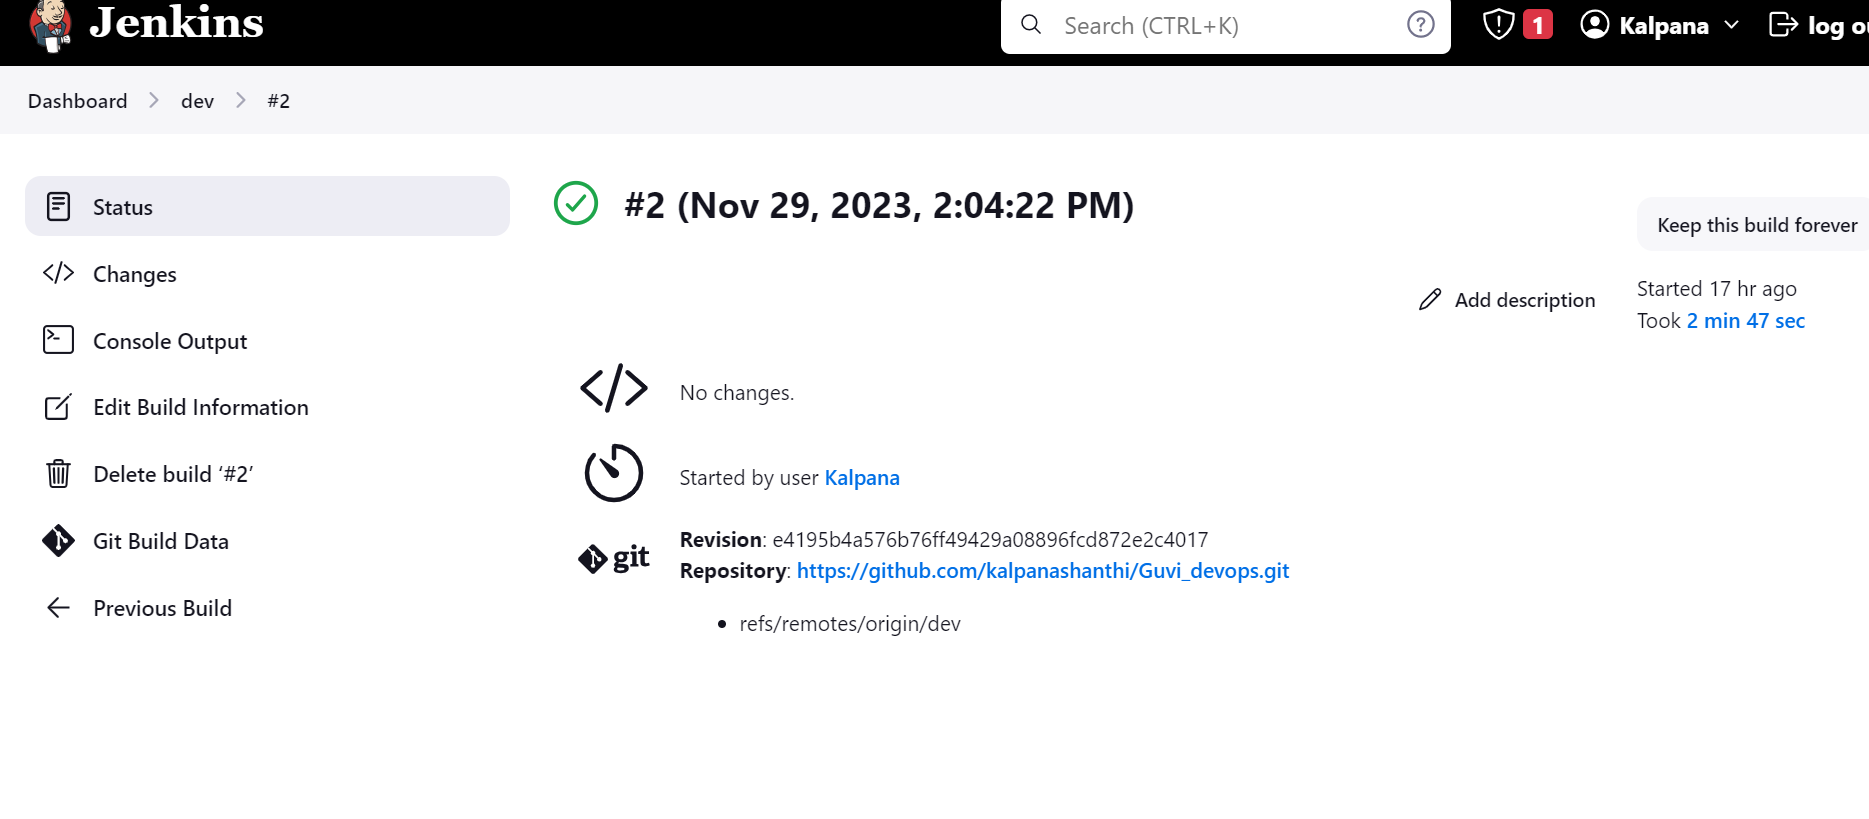 Jenkins
Search (CTRL+K)
1
Kalpana
log o
Dashboard
dev
#2
Status
Changes
Console Output
Edit Build Information
Delete build ‘#2’
Git Build Data
Previous Build
#2 (Nov 29, 2023, 2:04:22 PM)
Keep this build forever
Add description
Started 17 hr ago
Took 2 min 47 sec
No changes.
Started by user Kalpana
git
Revision: e4195b4a576b76ff49429a08896fcd872e2c4017
Repository: https://github.com/kalpanashanthi/Guvi_devops.git
refs/remotes/origin/dev